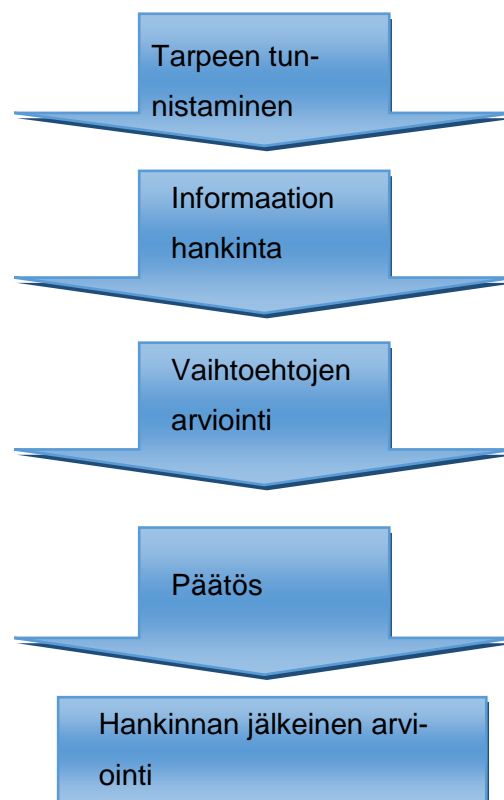 Tarpeen tun-
nistaminen
Informaation
hankinta
Vaihtoehtojen
arviointi
Päätös
Hankinnan jälkeinen arvi-
ointi